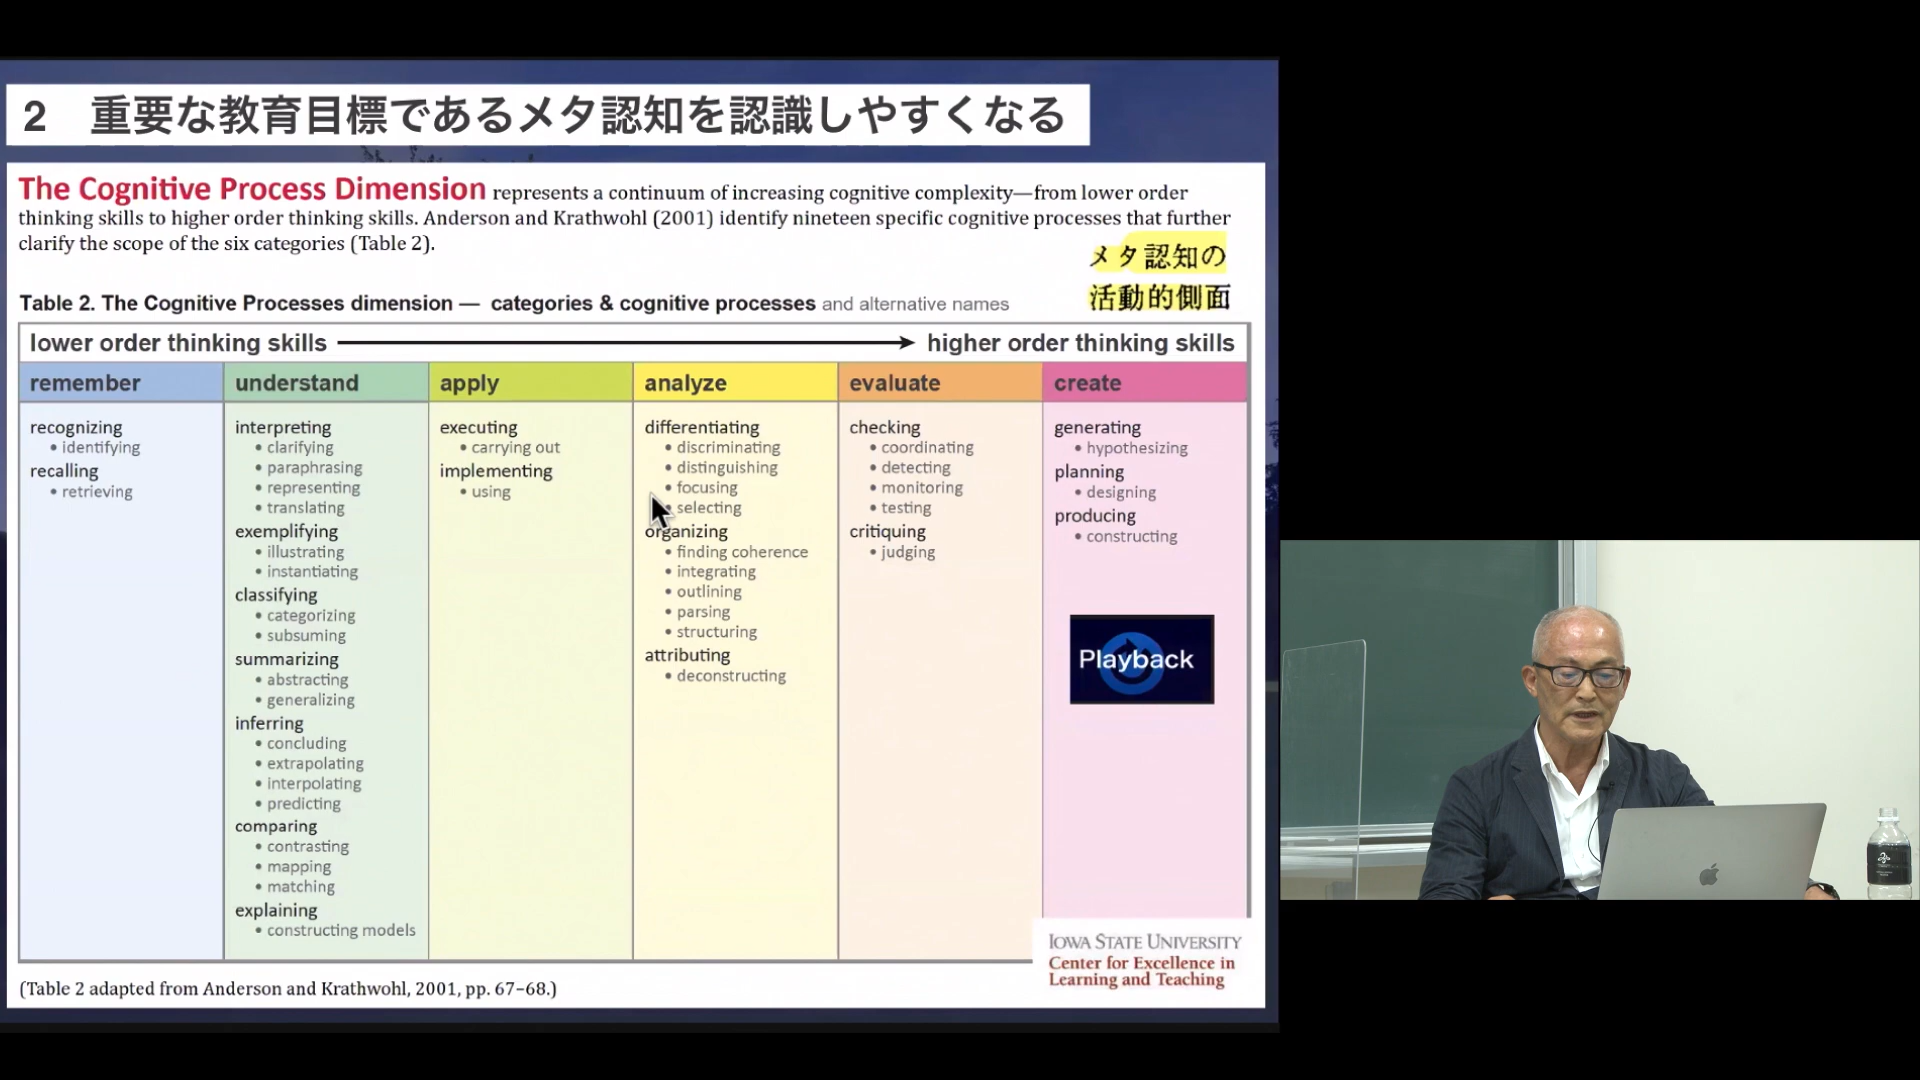 2 重要な教育目標であるメタ認知を認識しやすくなる
The Cognitive Process Dimension represents a continuum of increasing cognitive complexity—from lower order
thinking skills to higher order thinking skills. Anderson and Krathwohl (2001) identify nineteen specific cognitive processes that further
clarify the scope of the six categories (Table 2).
メタ認知の
活動的側面
Table 2. The Cognitive Processes dimension — categories & cognitive processes and alternative names
lower order thinking skills
higher order thinking skills
remember
recognizing
• identifying
recalling
• retrieving
understand
interpreting
• clarifying
• paraphrasing
• representing
• translating
exemplifying
• illustrating
• instantiating
classifying
• categorizing
• subsuming
summarizing
• abstracting
• generalizing
inferring
• concluding
• extrapolating
• interpolating
• predicting
comparing
• contrasting
• mapping
• matching
explaining
• constructing models
apply
executing
• carrying out
implementing
• using
analyze
differentiating
• discriminating
• distinguishing
• focusing
• selecting
organizing
• finding coherence
• integrating
• outlining
• parsing
• structuring
attributing
• deconstructing
evaluate
checking
• coordinating
• detecting
• monitoring
• testing
critiquing
• judging
create
generating
• hypothesizing
planning
• designing
producing
• constructing
Playback
IOWA STATE UNIVERSITY
Center for Excellence in
Learning and Teaching
(Table 2 adapted from Anderson and Krathwohl, 2001, pp. 67–68.)